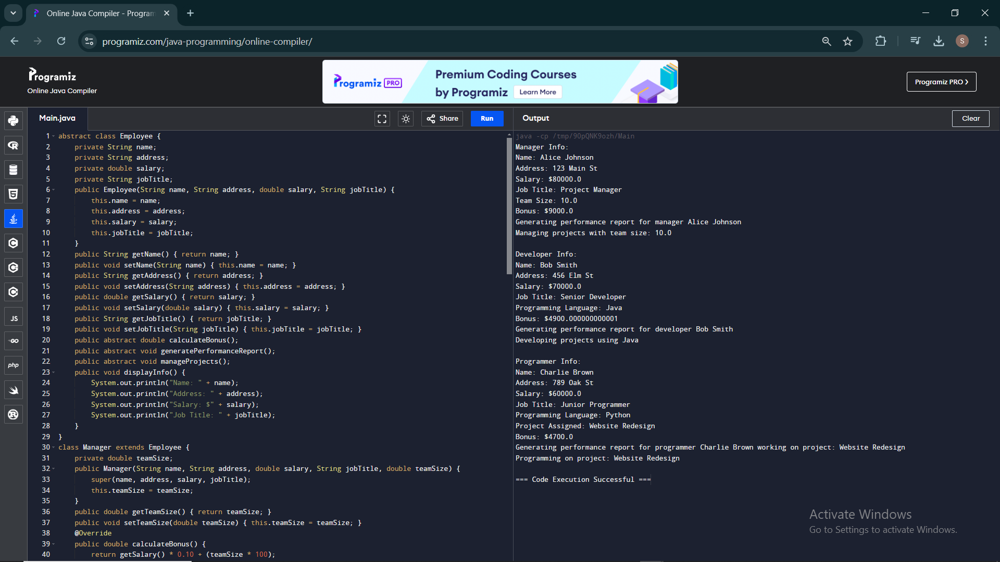 Online Java Compiler - Program
programiz.com/java-programming/online-compiler/
S
Programiz
Online Java Compiler
Programiz PRO
Premium Coding Courses
by Programiz
Learn More
Programiz PRO ❯
Main.java
Share
Run
Output
Clear
JS
GO
php
1 abstract class Employee {
2     private String name;
3     private String address;
4     private double salary;
5     private String jobTitle;
6     public Employee(String name, String address, double salary, String jobTitle) {
7         this.name = name;
8         this.address = address;
9         this.salary = salary;
10         this.jobTitle = jobTitle;
11     }
12     public String getName() { return name; }
13     public void setName(String name) { this.name = name; }
14     public String getAddress() { return address; }
15     public void setAddress(String address) { this.address = address; }
16     public double getSalary() { return salary; }
17     public void setSalary(double salary) { this.salary = salary; }
18     public String getJobTitle() { return jobTitle; }
19     public void setJobTitle(String jobTitle) { this.jobTitle = jobTitle; }
20     public abstract double calculateBonus();
21     public abstract void generatePerformanceReport();
22     public abstract void manageProjects();
23     public void displayInfo() {
24         System.out.println("Name: " + name);
25         System.out.println("Address: " + address);
26         System.out.println("Salary: $" + salary);
27         System.out.println("Job Title: " + jobTitle);
28     }
29 }
30 class Manager extends Employee {
31     private double teamSize;
32     public Manager(String name, String address, double salary, String jobTitle, double teamSize) {
33         super(name, address, salary, jobTitle);
34         this.teamSize = teamSize;
35     }
36     public double getTeamSize() { return teamSize; }
37     public void setTeamSize(double teamSize) { this.teamSize = teamSize; }
38     @Override
39     public double calculateBonus() {
40         return getSalary() * 0.10 + (teamSize * 100);
java -cp /tmp/9OpQNK9ozh/Main
Manager Info:
Name: Alice Johnson
Address: 123 Main St
Salary: $80000.0
Job Title: Project Manager
Team Size: 10.0
Bonus: $9000.0
Generating performance report for manager Alice Johnson
Managing projects with team size: 10.0
Developer Info:
Name: Bob Smith
Address: 456 Elm St
Salary: $70000.0
Job Title: Senior Developer
Programming Language: Java
Bonus: $4900.000000000001
Generating performance report for developer Bob Smith
Developing projects using Java
Programmer Info:
Name: Charlie Brown
Address: 789 Oak St
Salary: $60000.0
Job Title: Junior Programmer
Programming Language: Python
Project Assigned: Website Redesign
Bonus: $4700.0
Generating performance report for programmer Charlie Brown working on project: Website Redesign
Programming on project: Website Redesign
=== Code Execution Successful ===
Activate Windows
Go to Settings to activate Windows.